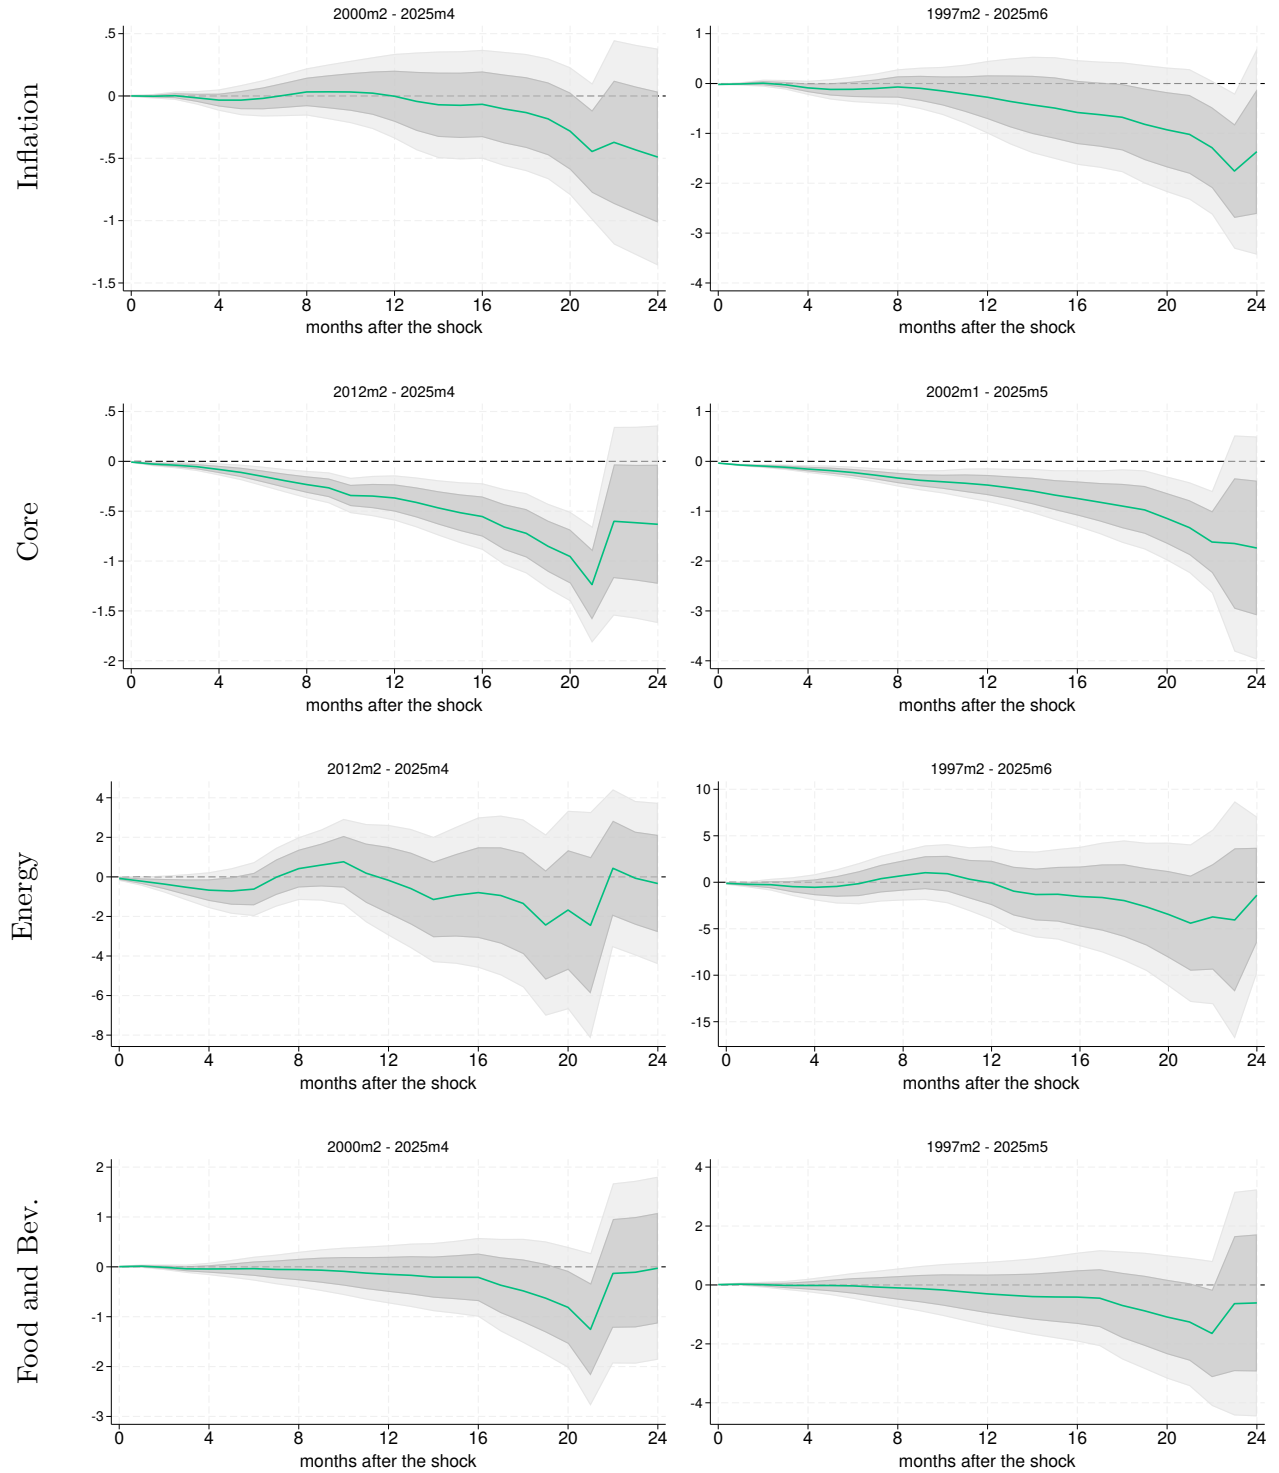 2000m2 - 2025m4
1997m2 - 2025m6
Inflation
.5
0
-.5
-1
-1.5
0 4 8 12 16 20 24
months after the shock
1
0
-1
-2
-3
-4
0 4 8 12 16 20 24
months after the shock
2012m2 - 2025m4
2002m1 - 2025m5
Core
.5
0
-.5
-1
-1.5
-2
0 4 8 12 16 20 24
months after the shock
1
0
-1
-2
-3
-4
0 4 8 12 16 20 24
months after the shock
2012m2 - 2025m4
1997m2 - 2025m6
Energy
4
2
0
-2
-4
-6
-8
0 4 8 12 16 20 24
months after the shock
10
5
0
-5
-10
-15
0 4 8 12 16 20 24
months after the shock
2000m2 - 2025m4
1997m2 - 2025m5
Food and Bev.
2
1
0
-1
-2
-3
0 4 8 12 16 20 24
months after the shock
4
2
0
-2
-4
0 4 8 12 16 20 24
months after the shock